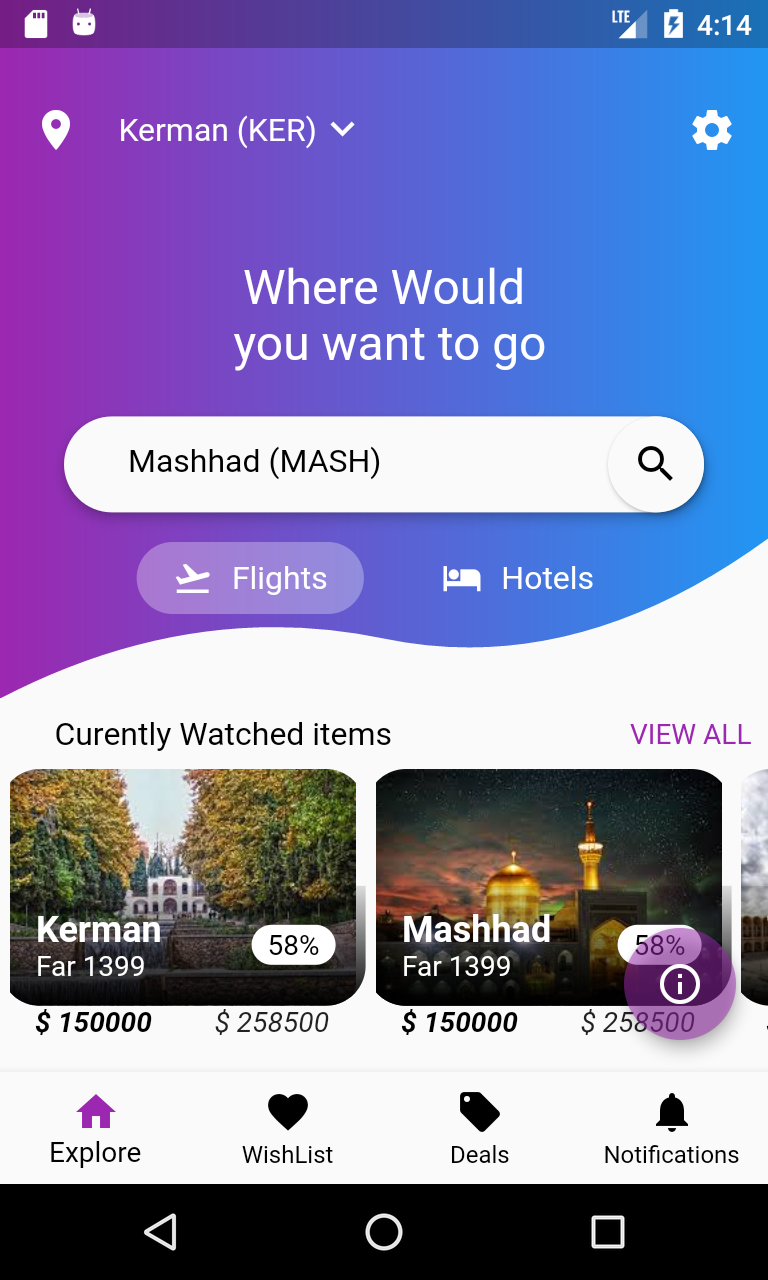 LTE 4:14
Kerman (KER)
Where Would
you want to go
Mashhad (MASH)
Flights Hotels
Curently Watched items VIEW ALL
Kerman
Far 1399
58%
$ 150000 $ 258500
Mashhad
Far 1399
58%
$ 150000 $ 258500
Explore WishList Deals Notifications